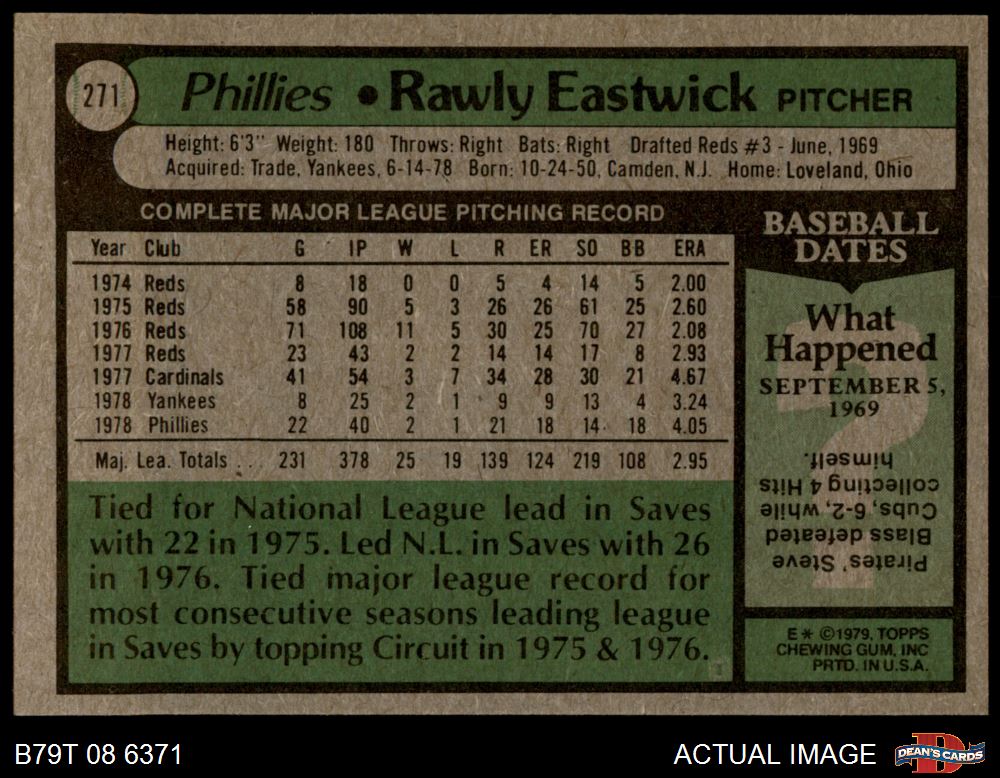 271
Phillies • Rawly Eastwick PITCHER
Height: 6'3" Weight: 180 Throws: Right Bats: Right Drafted Reds #3 - June, 1969
Acquired: Trade, Yankees, 6-14-78 Born: 10-24-50, Camden, N.J. Home: Loveland, Ohio
COMPLETE MAJOR LEAGUE PITCHING RECORD
Year Club G IP W L R ER SO BB ERA
1974 Reds 8 18 0 0 5 4 14 5 2.00
1975 Reds 58 90 5 3 26 26 61 25 2.60
1976 Reds 71 108 11 5 30 25 70 27 2.08
1977 Reds 23 43 2 2 14 14 17 8 2.93
1977 Cardinals 41 54 3 7 34 28 30 21 4.67
1978 Yankees 8 25 2 1 9 9 13 4 3.24
1978 Phillies 22 40 2 1 21 18 14 18 4.05
Maj. Lea. Totals ... 231 378 25 19 139 124 219 108 2.95
Tied for National League lead in Saves
with 22 in 1975. Led N.L. in Saves with 26
in 1976. Tied major league record for
most consecutive seasons leading league
in Saves by topping Circuit in 1975 & 1976.
BASEBALL
DATES
What
Happened
SEPTEMBER 5,
1969
Pirates' Steve
Blass defeated
Cubs, 6-2, while
collecting 4 Hits
himself.
E* ©1979, TOPPS
CHEWING GUM, INC
PRTD. IN U.S.A.
B79T 08 6371
ACTUAL IMAGE
D
DEAN'S CARDS